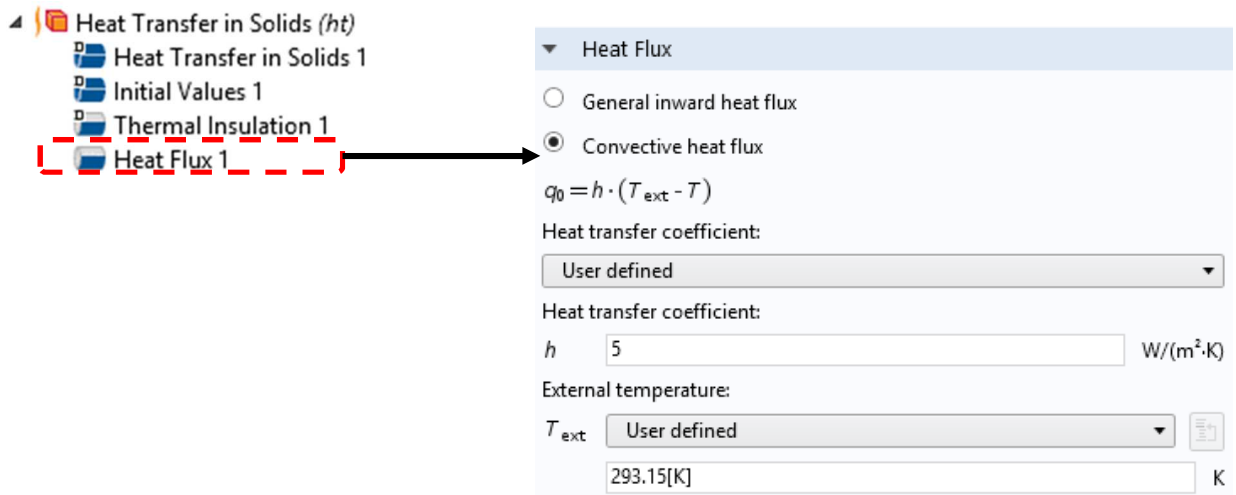 Heat Transfer in Solids (ht)
D Heat Transfer in Solids 1
D Initial Values 1
D Thermal Insulation 1
Heat Flux 1
Heat Flux
General inward heat flux
Convective heat flux
q₀ = h · (T_ext - T)
Heat transfer coefficient:
User defined
Heat transfer coefficient:
h 5 W/(m²·K)
External temperature:
T_ext User defined
293.15[K] K